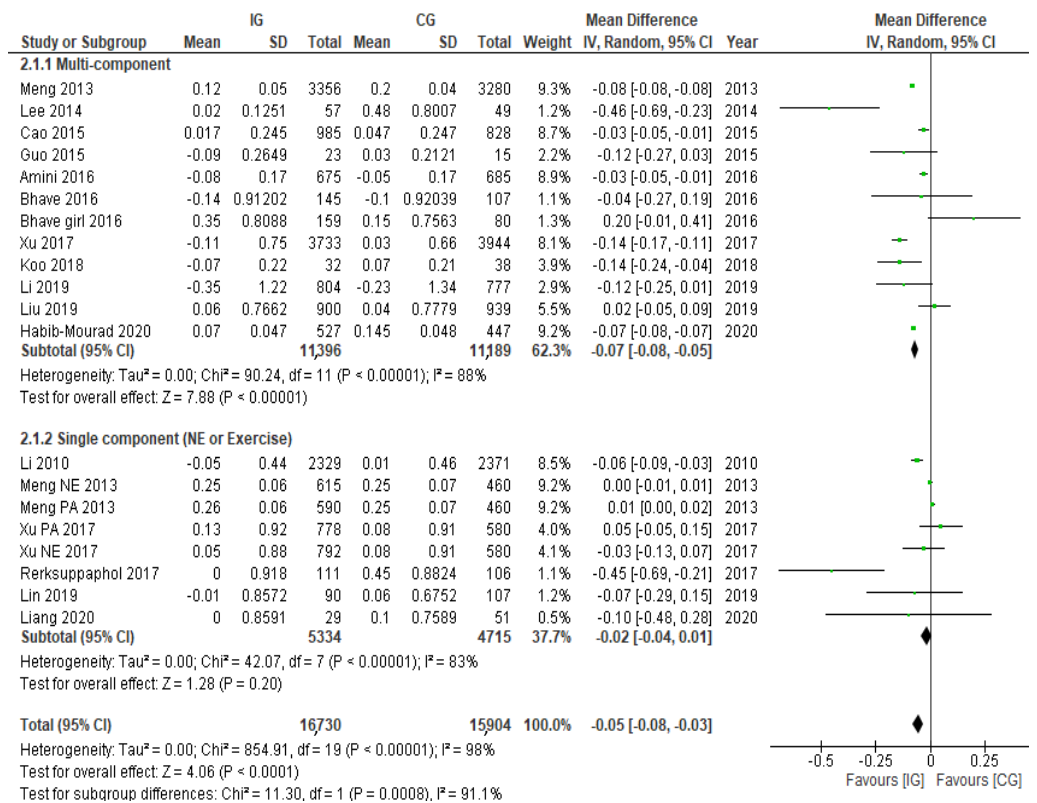 IG CG Mean Difference Mean Difference
Study or Subgroup Mean SD Total Mean SD Total Weight IV, Random, 95% CI Year IV, Random, 95% CI
2.1.1 Multi-component
Meng 2013 0.12 0.05 3356 0.2 0.04 3280 9.3% -0.08 [-0.08, -0.08] 2013
Lee 2014 0.02 0.1251 57 0.48 0.8007 49 1.2% -0.46 [-0.69, -0.23] 2014
Cao 2015 0.017 0.245 985 0.047 0.247 828 8.7% -0.03 [-0.05, -0.01] 2015
Guo 2015 -0.09 0.2649 23 0.03 0.2121 15 2.2% -0.12 [-0.27, 0.03] 2015
Amini 2016 -0.08 0.17 675 -0.05 0.17 685 8.9% -0.03 [-0.05, -0.01] 2016
Bhave 2016 -0.14 0.91202 145 -0.1 0.92039 107 1.1% -0.04 [-0.27, 0.19] 2016
Bhave girl 2016 0.35 0.8088 159 0.15 0.7563 80 1.3% 0.20 [-0.01, 0.41] 2016
Xu 2017 -0.11 0.75 3733 0.03 0.66 3944 8.1% -0.14 [-0.17, -0.11] 2017
Koo 2018 -0.07 0.22 32 0.07 0.21 38 3.9% -0.14 [-0.24, -0.04] 2018
Li 2019 -0.35 1.22 804 -0.23 1.34 777 2.9% -0.12 [-0.25, 0.01] 2019
Liu 2019 0.06 0.7662 900 0.04 0.7779 939 5.5% 0.02 [-0.05, 0.09] 2019
Habib-Mourad 2020 0.07 0.047 527 0.145 0.048 447 9.2% -0.07 [-0.08, -0.07] 2020
Subtotal (95% CI) 11,396 11,189 62.3% -0.07 [-0.08, -0.05]
Heterogeneity: Tau² = 0.00; Chi² = 90.24, df = 11 (P < 0.00001); I² = 88%
Test for overall effect: Z = 7.88 (P < 0.00001)
2.1.2 Single component (NE or Exercise)
Li 2010 -0.05 0.44 2329 0.01 0.46 2371 8.5% -0.06 [-0.09, -0.03] 2010
Meng NE 2013 0.25 0.06 615 0.25 0.07 460 9.2% 0.00 [-0.01, 0.01] 2013
Meng PA 2013 0.26 0.06 590 0.25 0.07 460 9.2% 0.01 [0.00, 0.02] 2013
Xu PA 2017 0.13 0.92 778 0.08 0.91 580 4.0% 0.05 [-0.05, 0.15] 2017
Xu NE 2017 0.05 0.88 792 0.08 0.91 580 4.1% -0.03 [-0.13, 0.07] 2017
Rerksuppaphol 2017 0 0.918 111 0.45 0.8824 106 1.1% -0.45 [-0.69, -0.21] 2017
Lin 2019 -0.01 0.8572 90 0.06 0.6752 107 1.3% -0.07 [-0.29, 0.15] 2019
Liang 2020 0 0.8591 29 0.1 0.7589 51 0.5% -0.10 [-0.48, 0.28] 2020
Subtotal (95% CI) 5334 4715 37.7% -0.02 [-0.04, 0.01]
Heterogeneity: Tau² = 0.00; Chi² = 42.07, df = 7 (P < 0.00001); I² = 83%
Test for overall effect: Z = 1.28 (P = 0.20)
Total (95% CI) 16,730 15,904 100.0% -0.05 [-0.08, -0.03]
Heterogeneity: Tau² = 0.00; Chi² = 854.91, df = 19 (P < 0.00001); I² = 98%
Test for overall effect: Z = 4.06 (P < 0.0001)
Test for subgroup differences: Chi² = 11.30, df = 1 (P = 0.0008), I² = 91.1%
-0.5 -0.25 0 0.25
Favours [IG] Favours [CG]